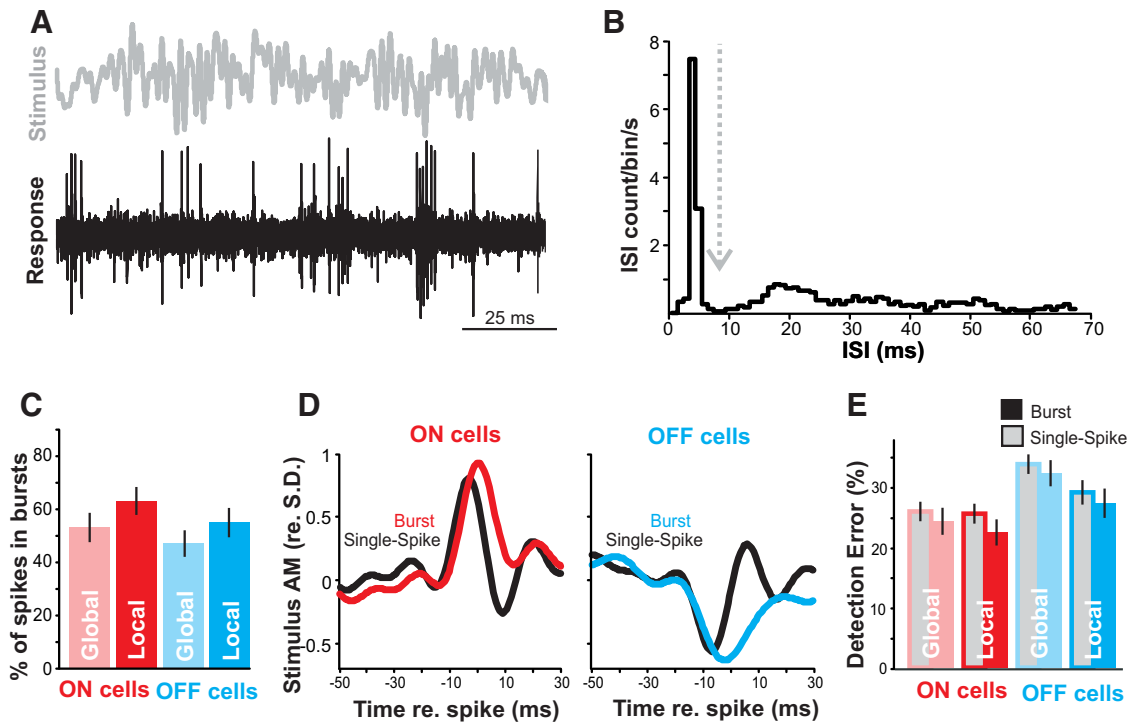 A
Stimulus
Response
25 ms
B
ISI count/bin/s
8
6
4
2
0 10 20 30 40 50 60 70
ISI (ms)
C
% of spikes in bursts
80
60
40
20
0
Global
Local
Global
Local
ON cells OFF cells
D
ON cells
OFF cells
Stimulus AM (re. S.D.)
1
0.5
0
-0.5
Burst
Single-Spike
Burst
Single-Spike
-50 -30 -10 10 30
-50 -30 -10 10 30
Time re. spike (ms)
Time re. spike (ms)
E
Burst
Single-Spike
Detection Error (%)
30
20
10
0
Global
Local
Global
Local
ON cells OFF cells